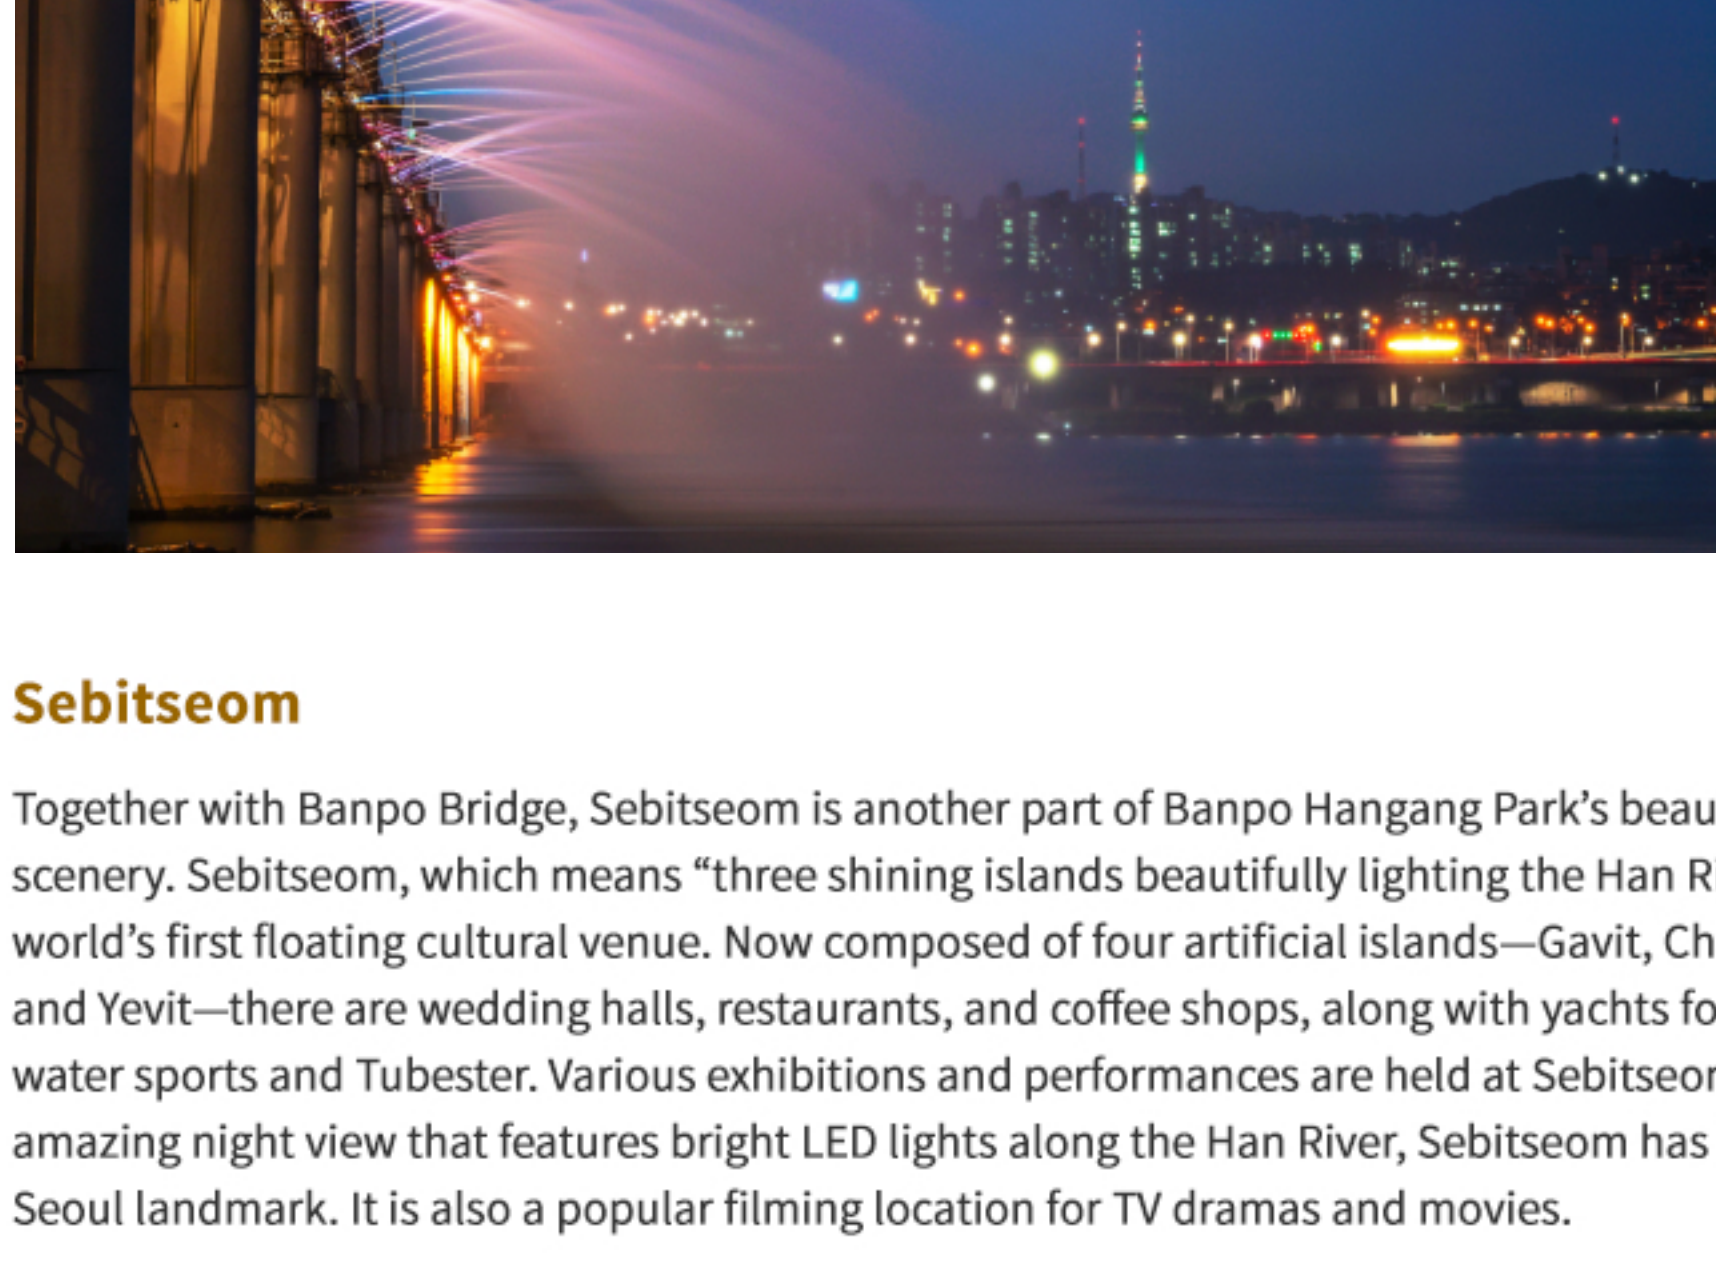 Sebitseom
Together with Banpo Bridge, Sebitseom is another part of Banpo Hangang Park’s beau
scenery. Sebitseom, which means “three shining islands beautifully lighting the Han Ri
world’s first floating cultural venue. Now composed of four artificial islands—Gavit, Ch
and Yevit—there are wedding halls, restaurants, and coffee shops, along with yachts fo
water sports and Tubester. Various exhibitions and performances are held at Sebitseom
amazing night view that features bright LED lights along the Han River, Sebitseom has
Seoul landmark. It is also a popular filming location for TV dramas and movies.